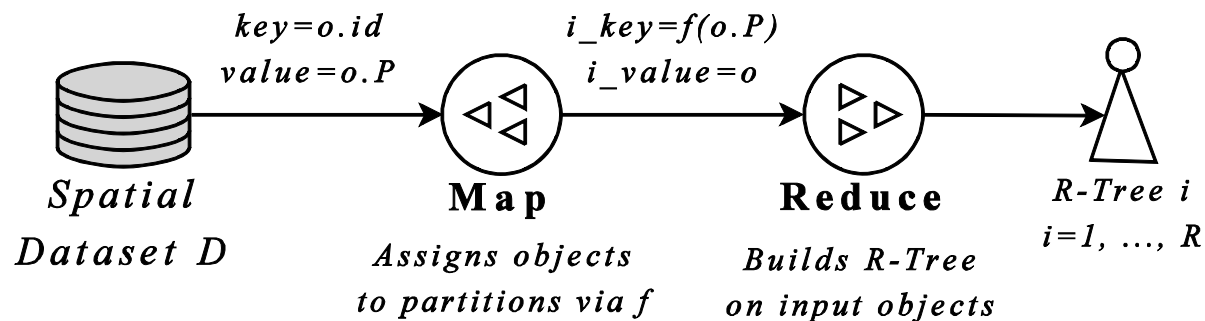 key=o.id
value=o.P
i_key=f(o.P)
i_value=o
Spatial
Dataset D
Map
Assigns objects
to partitions via f
Reduce
Builds R-Tree
on input objects
R-Tree i
i=1, ..., R